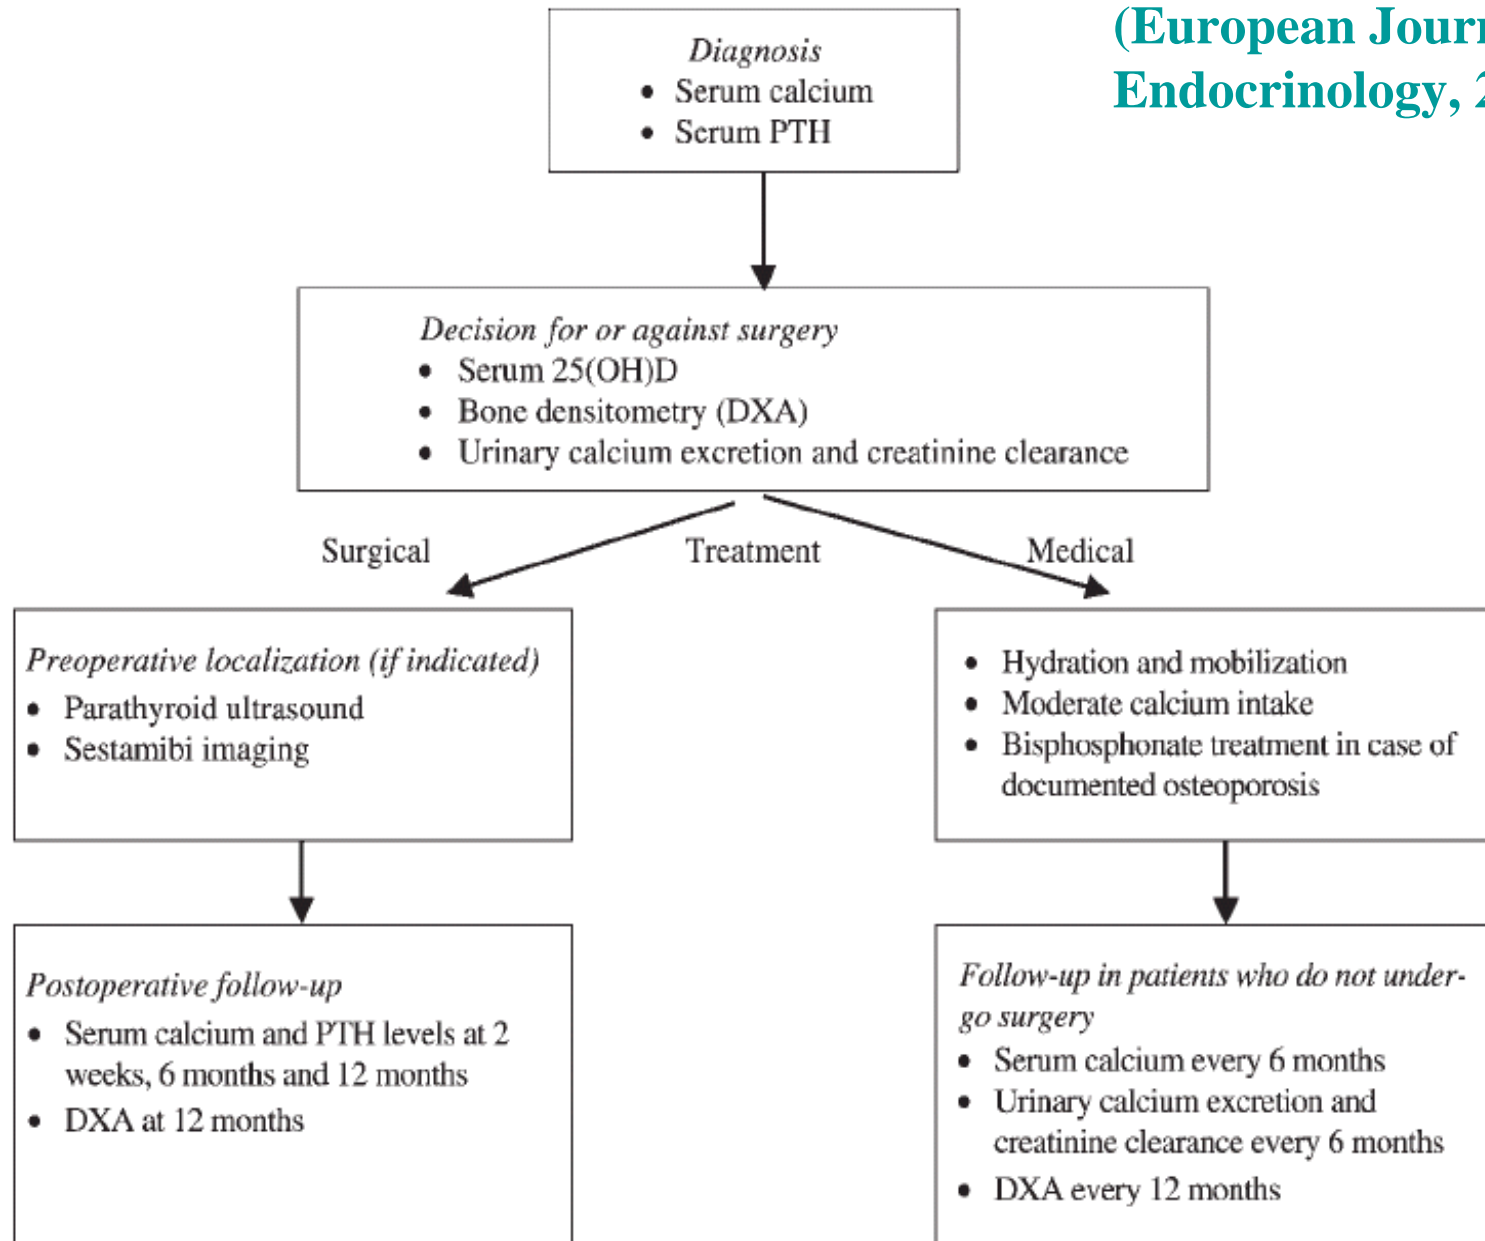 (European Jour
Endocrinology, 2
Diagnosis
• Serum calcium
• Serum PTH
Decision for or against surgery
• Serum 25(OH)D
• Bone densitometry (DXA)
• Urinary calcium excretion and creatinine clearance
Surgical Treatment Medical
Preoperative localization (if indicated)
• Parathyroid ultrasound
• Sestamibi imaging
• Hydration and mobilization
• Moderate calcium intake
• Bisphosphonate treatment in case of
documented osteoporosis
Postoperative follow-up
• Serum calcium and PTH levels at 2
weeks, 6 months and 12 months
• DXA at 12 months
Follow-up in patients who do not under-
go surgery
• Serum calcium every 6 months
• Urinary calcium excretion and
creatinine clearance every 6 months
• DXA every 12 months